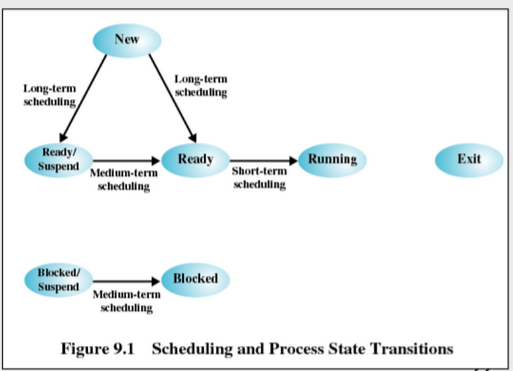 New
Long-term
scheduling
Long-term
scheduling
Ready/
Suspend
Medium-term
scheduling
Ready
Short-term
scheduling
Running
Exit
Blocked/
Suspend
Medium-term
scheduling
Blocked
Figure 9.1 Scheduling and Process State Transitions